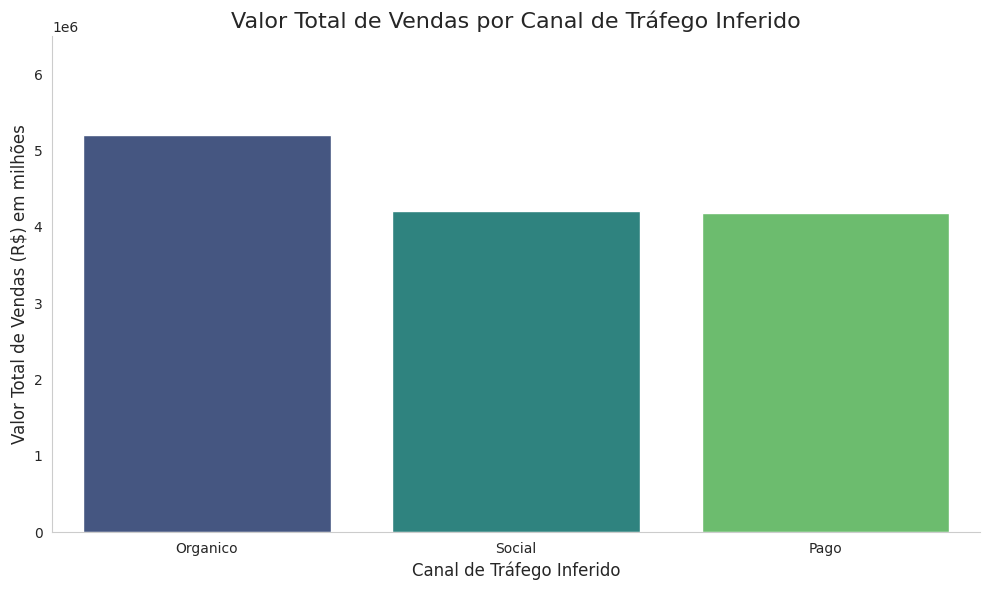 Valor Total de Vendas por Canal de Tráfego Inferido
1e6
6
5
4
3
2
1
0
Valor Total de Vendas (R$) em milhões
Organico
Social
Pago
Canal de Tráfego Inferido